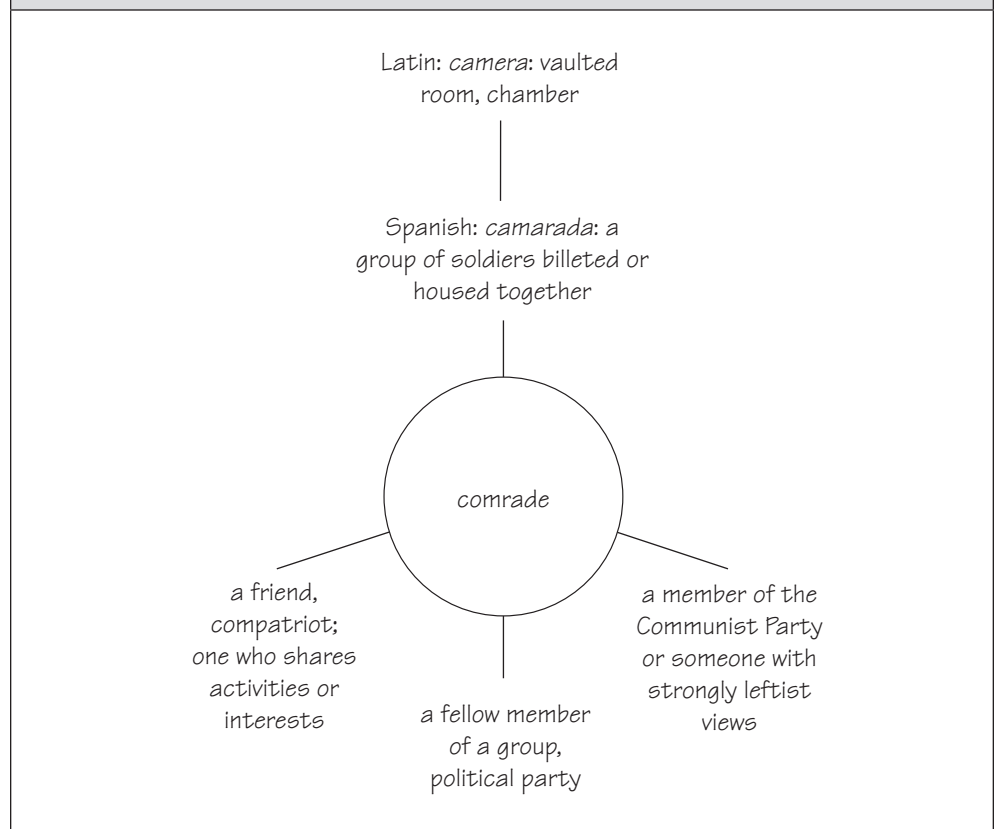 Latin: camera: vaulted
room, chamber
Spanish: camarada: a
group of soldiers billeted or
housed together
comrade
a friend,
compatriot;
one who shares
activities or
interests
a fellow member
of a group,
political party
a member of the
Communist Party
or someone with
strongly leftist
views